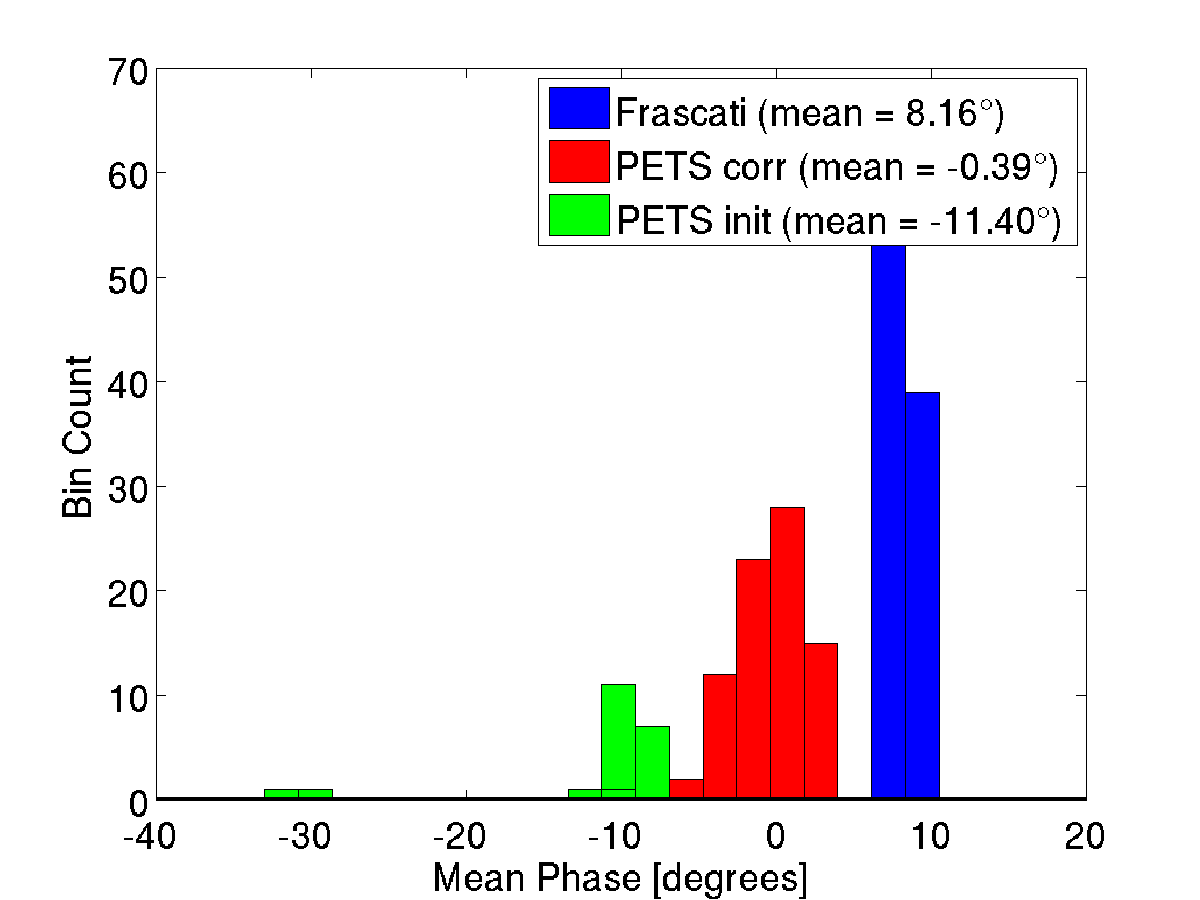 70
60
50
40
30
20
10
0
Bin Count
Frascati (mean = 8.16°)
PETS corr (mean = -0.39°)
PETS init (mean = -11.40°)
-40 -30 -20 -10 0 10 20
Mean Phase [degrees]